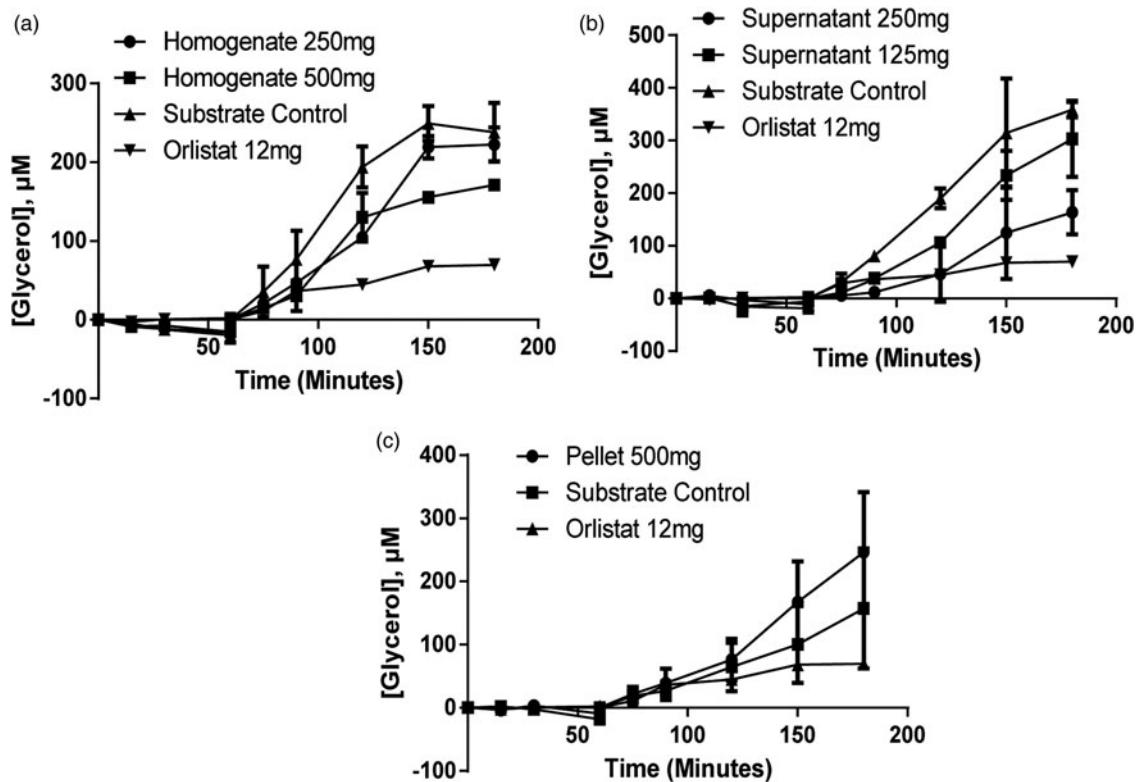 (a)
Homogenate 250mg
Homogenate 500mg
Substrate Control
Orlistat 12mg
300
200
100
0
-100
50
100
150
200
[Glycerol], µM
Time (Minutes)
(b)
Supernatant 250mg
Supernatant 125mg
Substrate Control
Orlistat 12mg
500
400
300
200
100
0
-100
50
100
150
200
[Glycerol], µM
Time (Minutes)
(c)
Pellet 500mg
Substrate Control
Orlistat 12mg
400
300
200
100
0
-100
50
100
150
200
[Glycerol], µM
Time (Minutes)